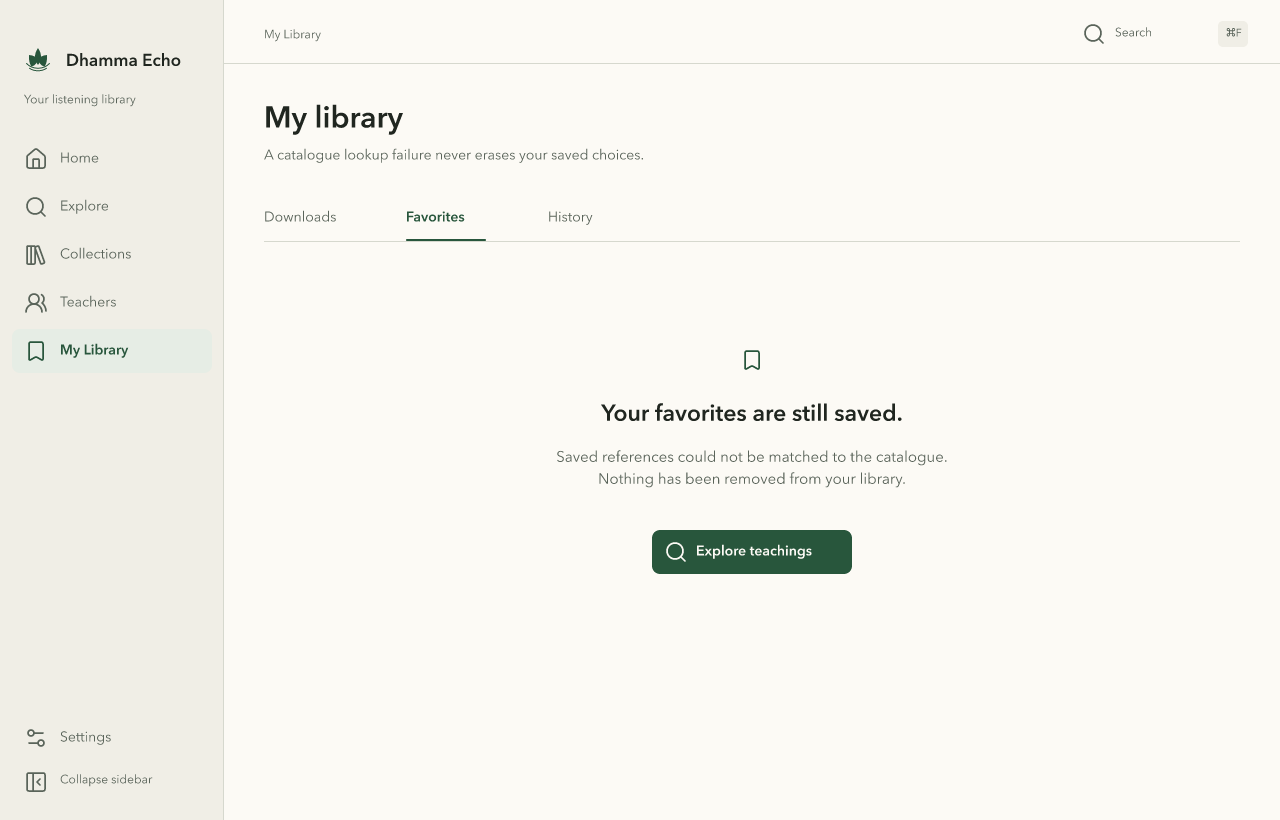 Dhamma Echo
Your listening library
Home
Explore
Collections
Teachers
My Library
Settings
Collapse sidebar
My Library
Search
⌘F
My library
A catalogue lookup failure never erases your saved choices.
Downloads
Favorites
History
Your favorites are still saved.
Saved references could not be matched to the catalogue.
Nothing has been removed from your library.
Explore teachings